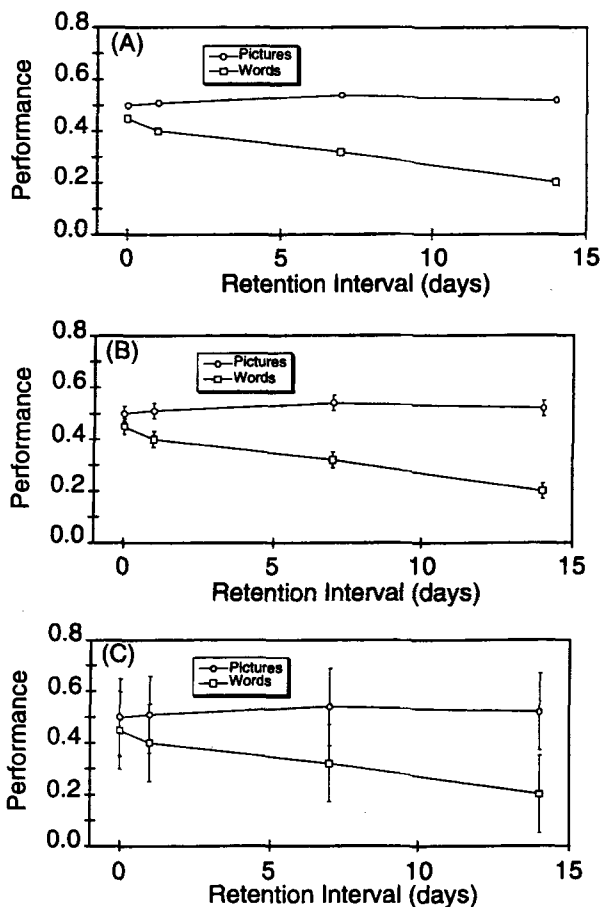 (A)
Pictures
Words
Performance
0.8
0.6
0.4
0.2
0.0
0 5 10 15
Retention Interval (days)
(B)
Pictures
Words
Performance
0.8
0.6
0.4
0.2
0.0
0 5 10 15
Retention Interval (days)
(C)
Pictures
Words
Performance
0.8
0.6
0.4
0.2
0.0
0 5 10 15
Retention Interval (days)